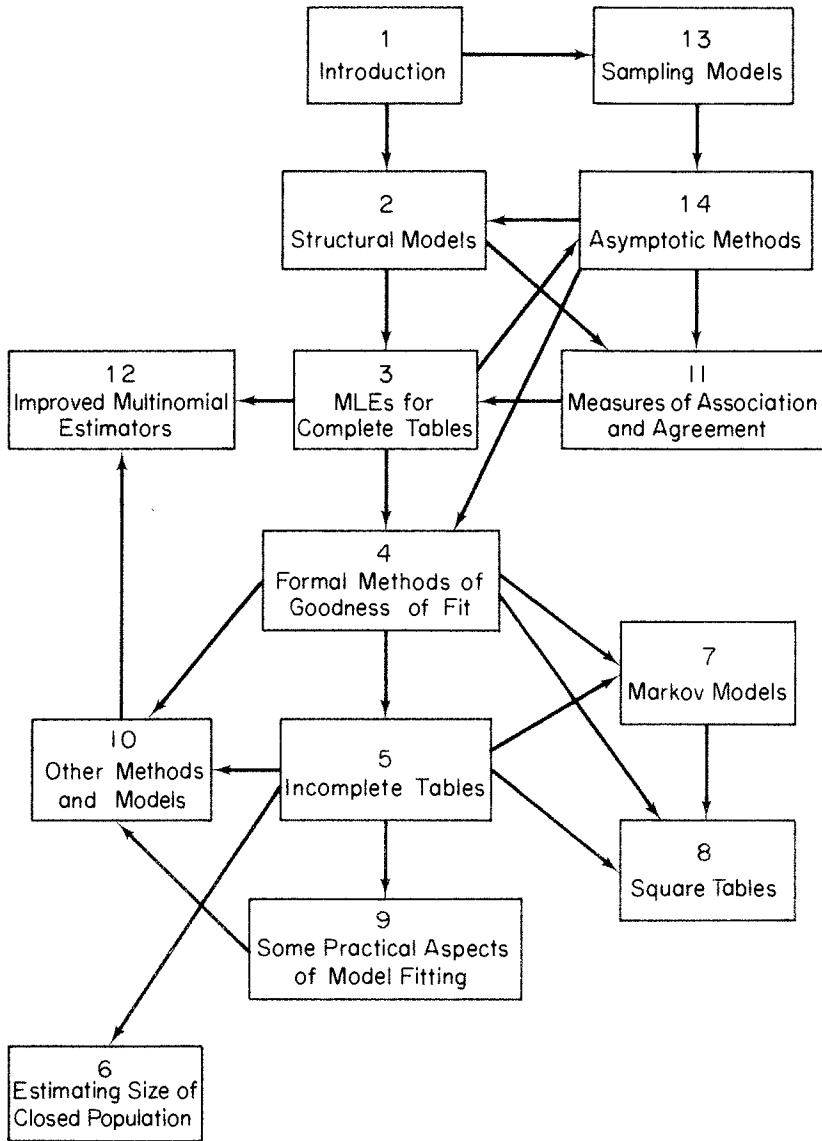 1
Introduction
13
Sampling Models
2
Structural Models
14
Asymptotic Methods
12
Improved Multinomial
Estimators
3
MLEs for
Complete Tables
11
Measures of Association
and Agreement
4
Formal Methods of
Goodness of Fit
7
Markov Models
10
Other Methods
and Models
5
Incomplete Tables
8
Square Tables
9
Some Practical Aspects
of Model Fitting
6
Estimating Size of
Closed Population